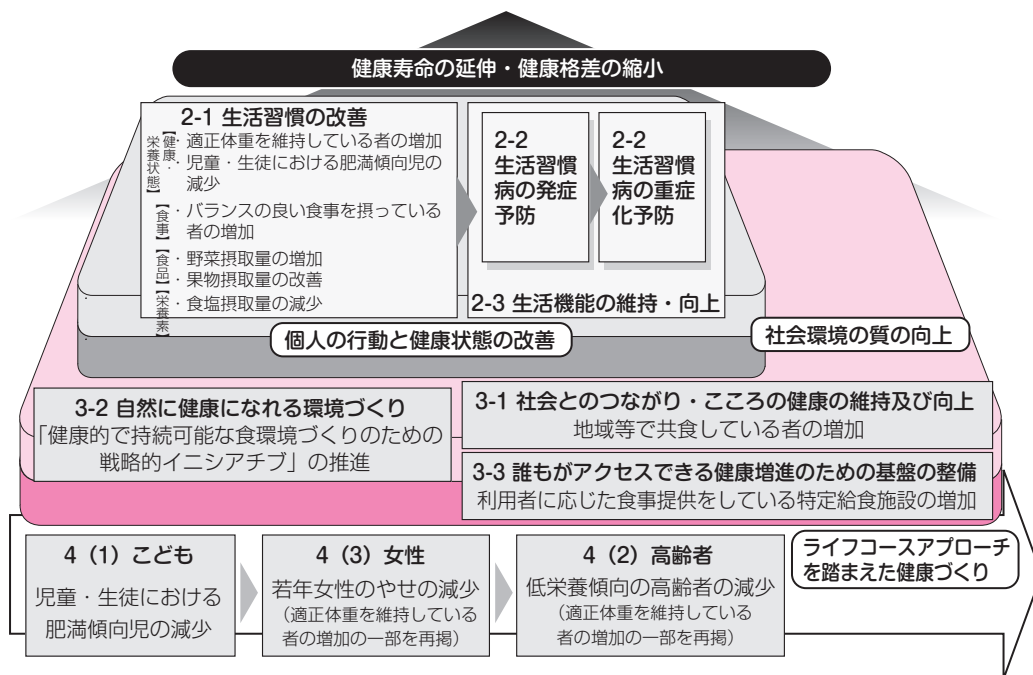 健康寿命の延伸・健康格差の縮小
2-1 生活習慣の改善
【健康・栄養状態】
・適正体重を維持している者の増加
・児童・生徒における肥満傾向児の
減少
【食事】
・バランスの良い食事を摂っている
者の増加
【食品】
・野菜摂取量の増加
・果物摂取量の改善
【栄養素】
・食塩摂取量の減少
2-2
生活習慣
病の発症
予防
2-2
生活習慣
病の重症
化予防
2-3 生活機能の維持・向上
個人の行動と健康状態の改善
社会環境の質の向上
3-2 自然に健康になれる環境づくり
「健康的で持続可能な食環境づくりのための
戦略的イニシアチブ」の推進
3-1 社会とのつながり・こころの健康の維持及び向上
地域等で共食している者の増加
3-3 誰もがアクセスできる健康増進のための基盤の整備
利用者に応じた食事提供をしている特定給食施設の増加
4（1）こども
児童・生徒における
肥満傾向児の減少
4（3）女性
若年女性のやせの減少
（適正体重を維持している
者の増加の一部を再掲）
4（2）高齢者
低栄養傾向の高齢者の減少
（適正体重を維持している
者の増加の一部を再掲）
ライフコースアプローチ
を踏まえた健康づくり